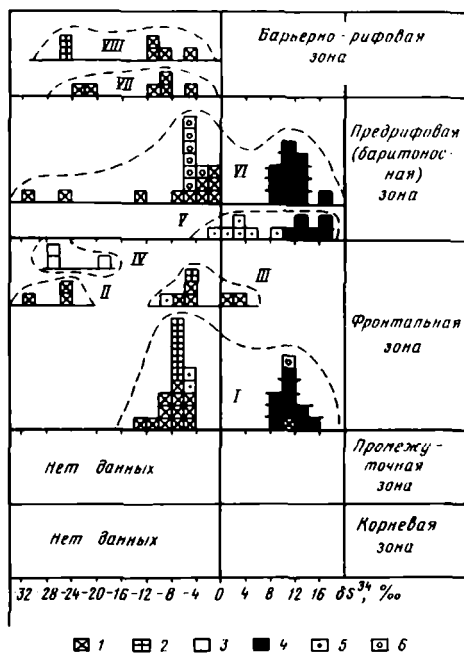 VIII
Барьерно-рифовая
зона
VII
VI
Предрифовая
(баритонос-
ная)
зона
V
IV
II
III
Фронтальная
зона
I
Нет данных
Промежу-
точная
зона
Нет данных
Корневая
зона
-32 -28 -24 -20 -16 -12 -8 -4 0 4 8 12 16 δS³⁴, ‰
1 2 3 4 5 6